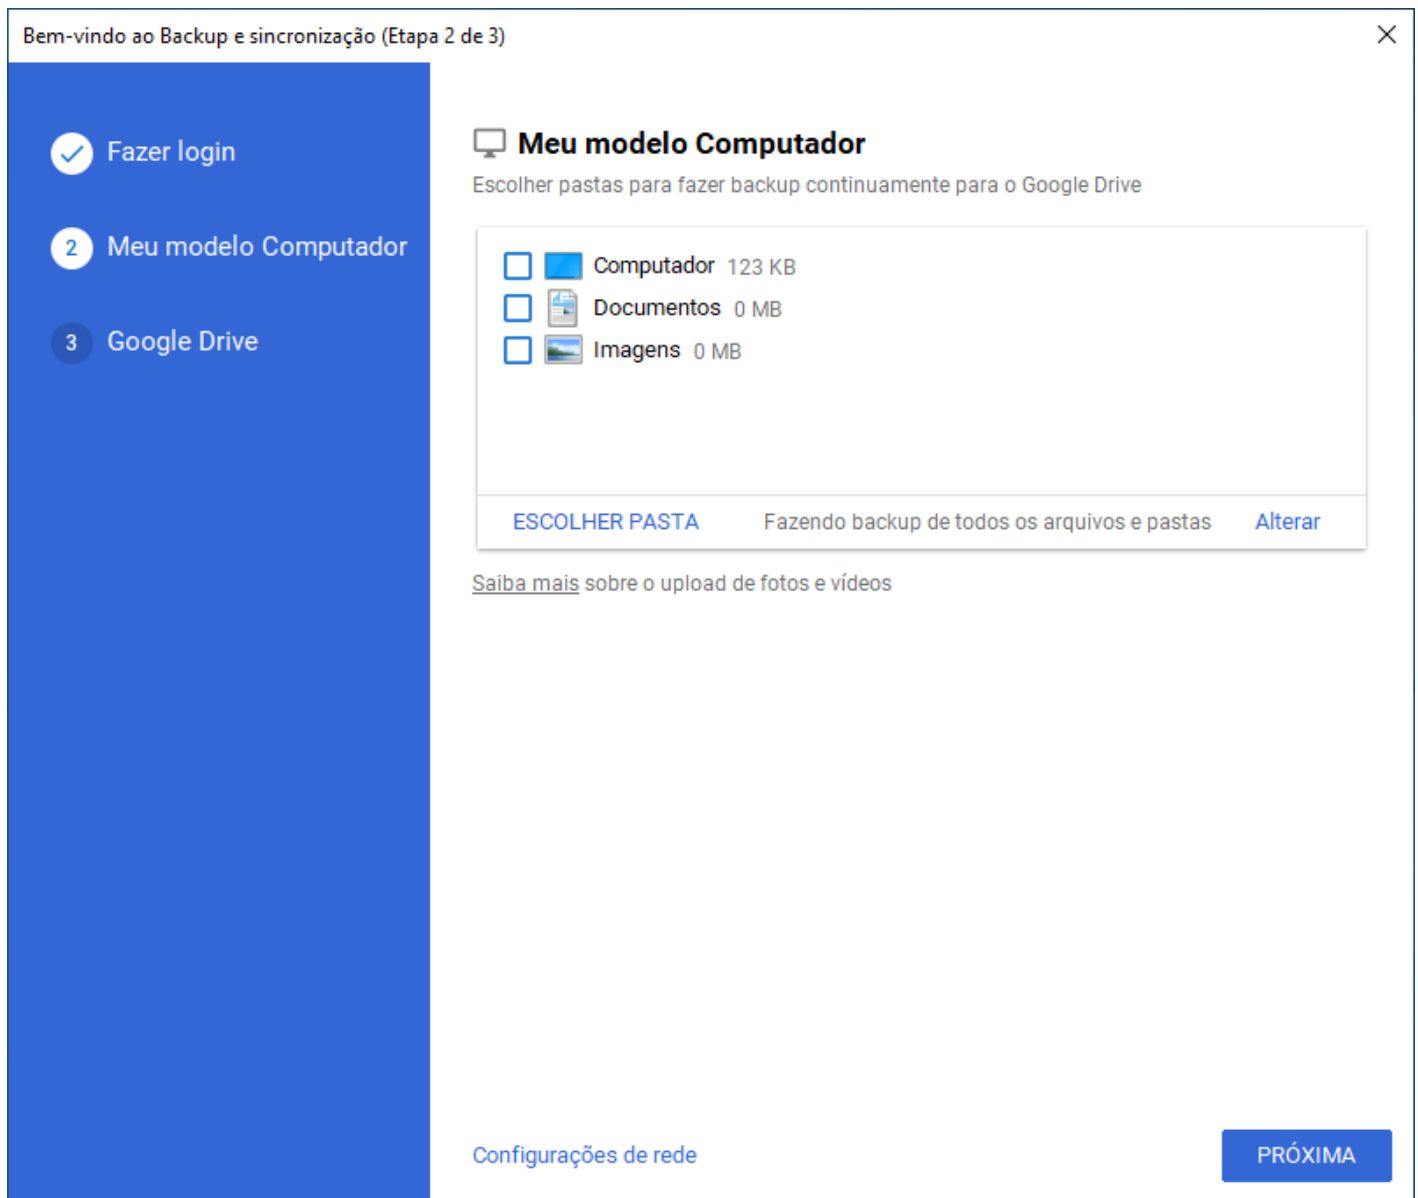 Bem-vindo ao Backup e sincronização (Etapa 2 de 3)
Fazer login
2 Meu modelo Computador
3 Google Drive
Meu modelo Computador
Escolher pastas para fazer backup continuamente para o Google Drive
Computador 123 KB
Documentos 0 MB
Imagens 0 MB
ESCOLHER PASTA Fazendo backup de todos os arquivos e pastas Alterar
Saiba mais sobre o upload de fotos e vídeos
Configurações de rede PRÓXIMA